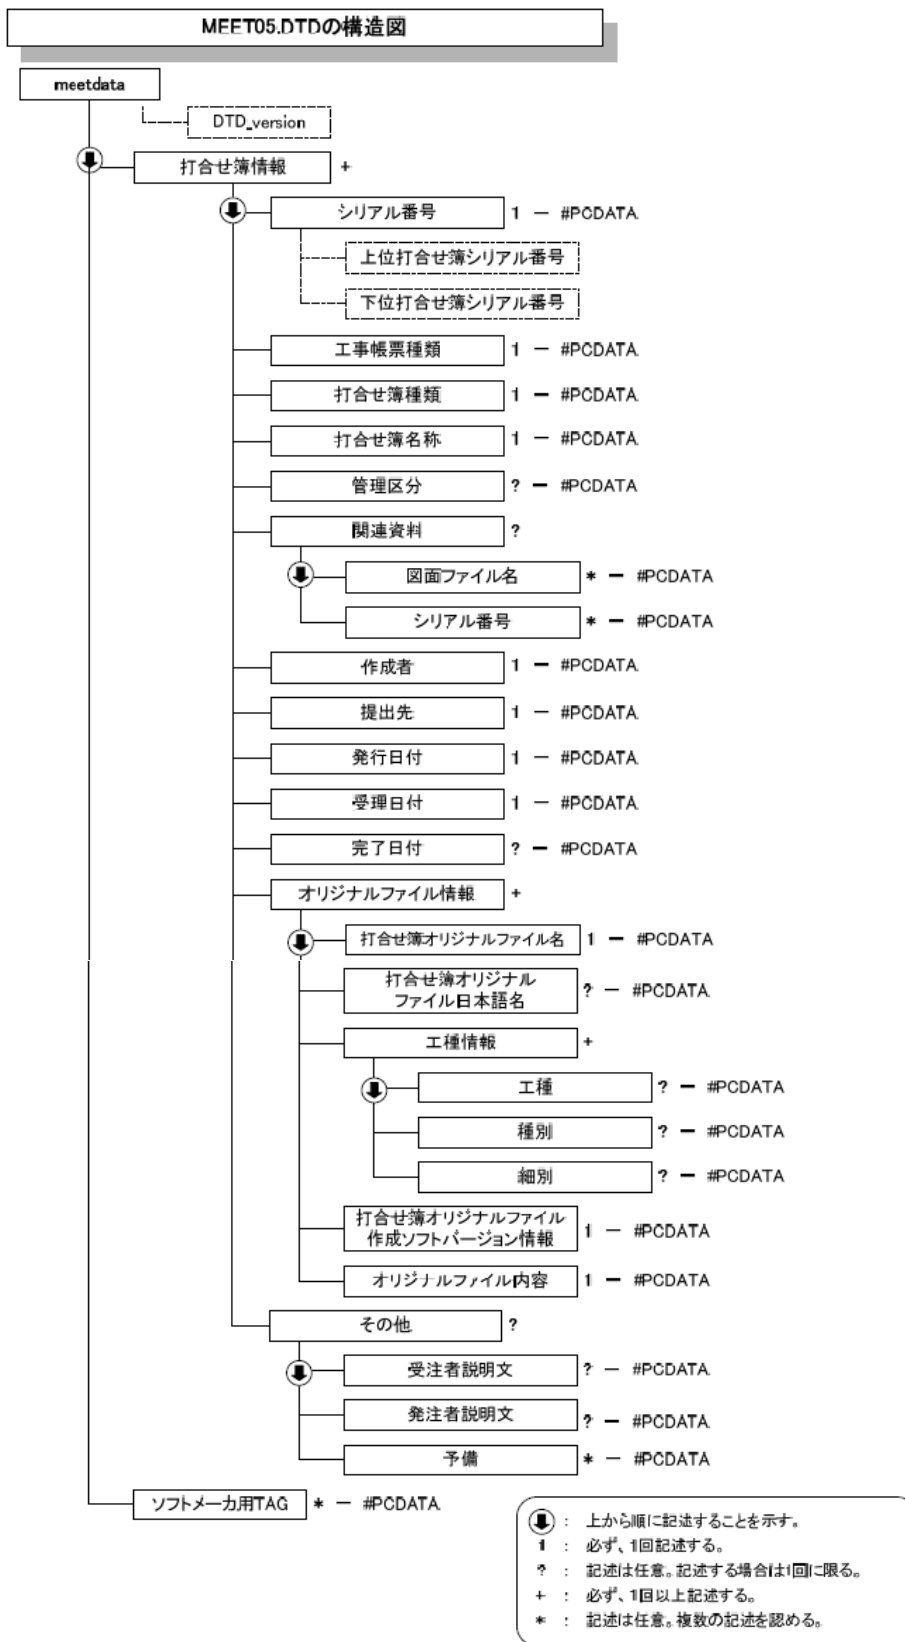 MEET05.DTDの構造図
meetdata
DTD_version
打合せ簿情報 +
シリアル番号 1 － #PCDATA
上位打合せ簿シリアル番号
下位打合せ簿シリアル番号
工事帳票種類 1 － #PCDATA
打合せ簿種類 1 － #PCDATA
打合せ簿名称 1 － #PCDATA
管理区分 ? － #PCDATA
関連資料 ?
図面ファイル名 * － #PCDATA
シリアル番号 * － #PCDATA
作成者 1 － #PCDATA
提出先 1 － #PCDATA
発行日付 1 － #PCDATA
受理日付 1 － #PCDATA
完了日付 ? － #PCDATA
オリジナルファイル情報 +
打合せ簿オリジナルファイル名 1 － #PCDATA
打合せ簿オリジナル
ファイル日本語名 ? － #PCDATA
工種情報 +
工種 ? － #PCDATA
種別 ? － #PCDATA
細別 ? － #PCDATA
打合せ簿オリジナルファイル
作成ソフトバージョン情報 1 － #PCDATA
オリジナルファイル内容 1 － #PCDATA
その他 ?
受注者説明文 ? － #PCDATA
発注者説明文 ? － #PCDATA
予備 * － #PCDATA
ソフトメーカ用TAG * － #PCDATA
： 上から順に記述することを示す。
1 ： 必ず、1回記述する。
? ： 記述は任意。記述する場合は1回に限る。
+ ： 必ず、1回以上記述する。
* ： 記述は任意。複数の記述を認める。